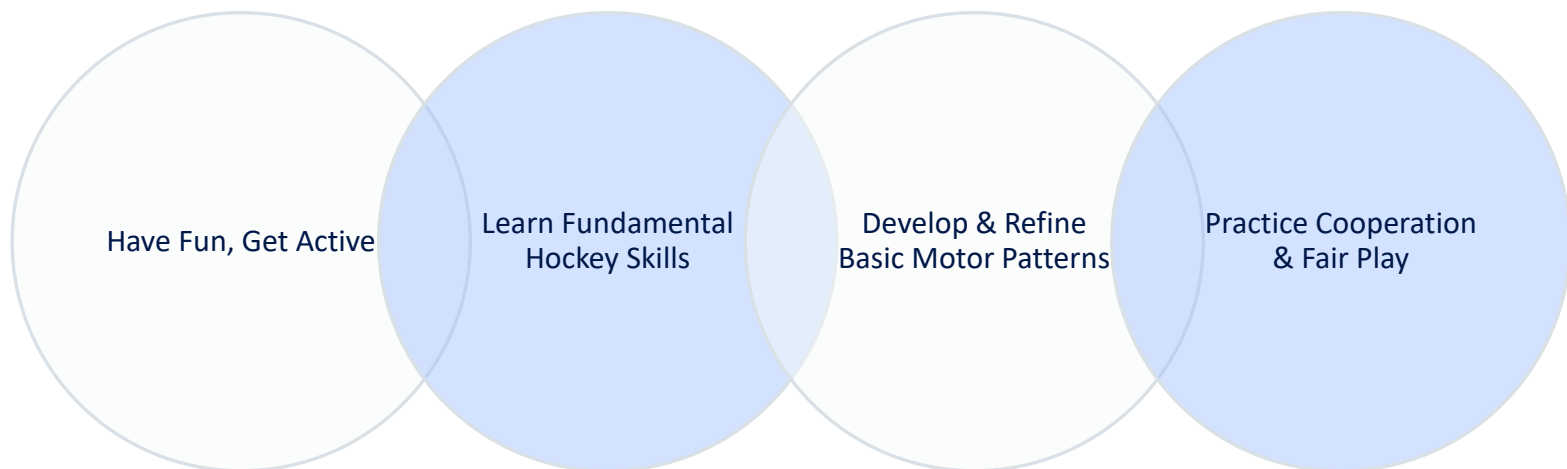 Have Fun, Get Active
Learn Fundamental
Hockey Skills
Develop & Refine
Basic Motor Patterns
Practice Cooperation
& Fair Play